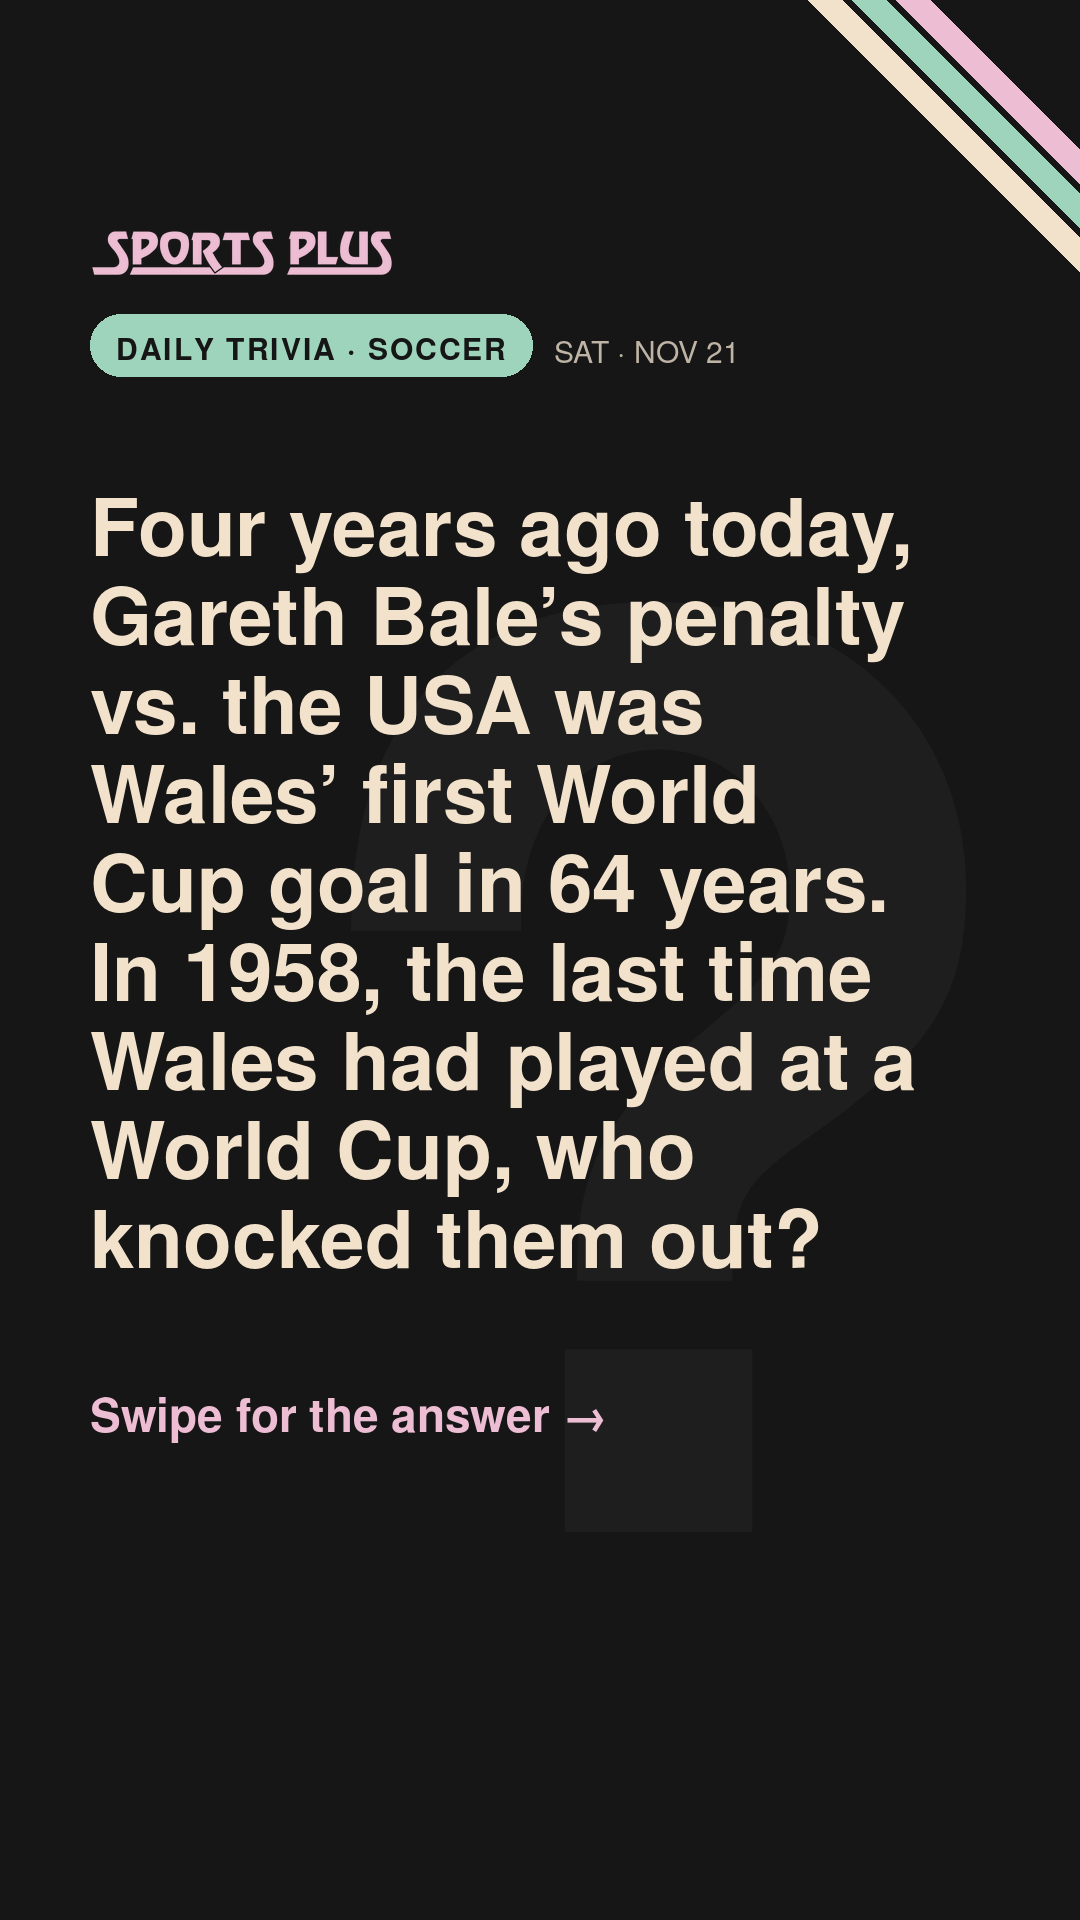 SPORTS PLUS
DAILY TRIVIA · SOCCER
SAT · NOV 21
Four years ago today,
Gareth Bale’s penalty
vs. the USA was
Wales’ first World
Cup goal in 64 years.
In 1958, the last time
Wales had played at a
World Cup, who
knocked them out?
Swipe for the answer →
?